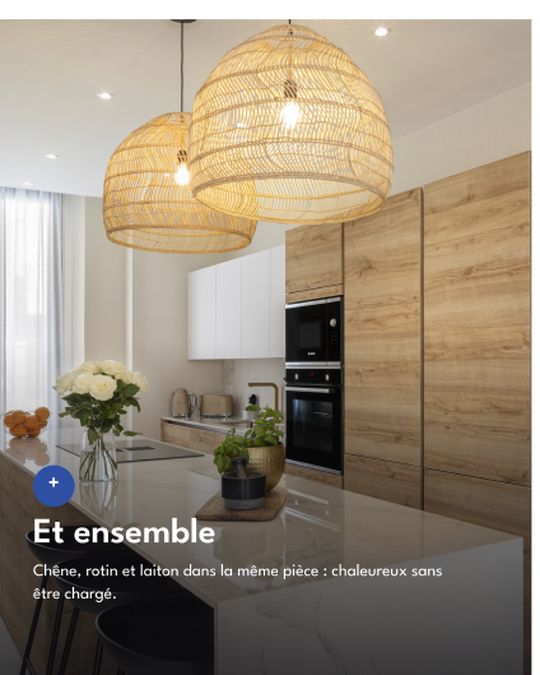 +
Et ensemble
Chêne, rotin et laiton dans la même pièce : chaleureux sans
être chargé.